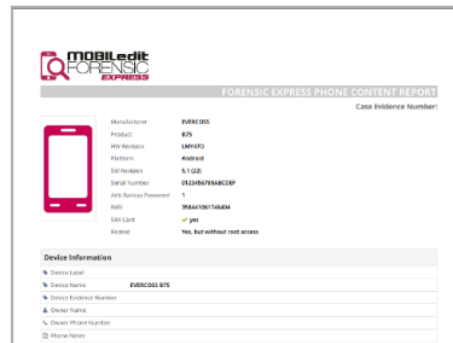 MOBILedit
FORENSIC
EXPRESS
FORENSIC EXPRESS PHONE CONTENT REPORT
Case Evidence Number:
Manufacturer EVERCOSS
Product B75
HW Revision LMY47D
Platform Android
SW Revision 5.1 (22)
Serial Number 0123456789ABCDEF
Adb Backup Password 1
IMEI
SIM Card ✓ yes
Rooted Yes, but without root access
Device Information
Device Label
Device Name EVERCOSS B75
Device Evidence Number
Owner Name
Owner Phone Number
Phone Notes